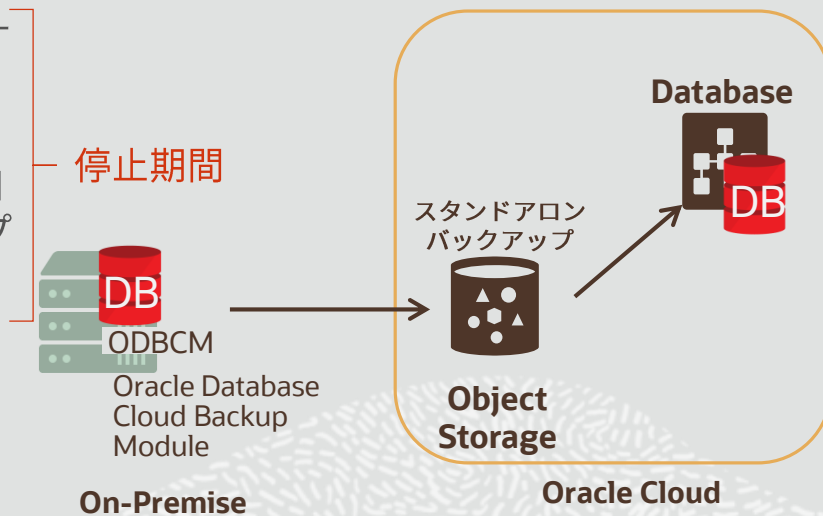 停止期間
プ
DB
ODBCM
Oracle Database
Cloud Backup
Module
On-Premise
スタンドアロン
バックアップ
Object
Storage
Database
DB
Oracle Cloud